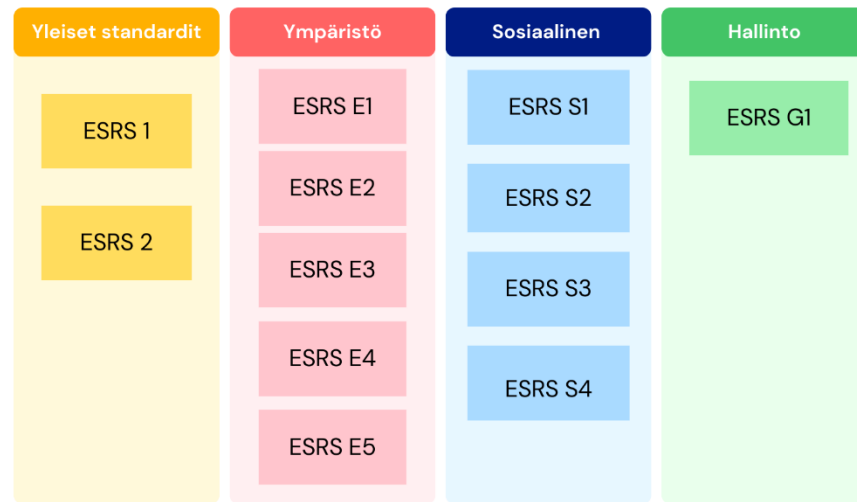 Yleiset standardit
ESRS 1
ESRS 2
Ympäristö
ESRS E1
ESRS E2
ESRS E3
ESRS E4
ESRS E5
Sosiaalinen
ESRS S1
ESRS S2
ESRS S3
ESRS S4
Hallinto
ESRS G1